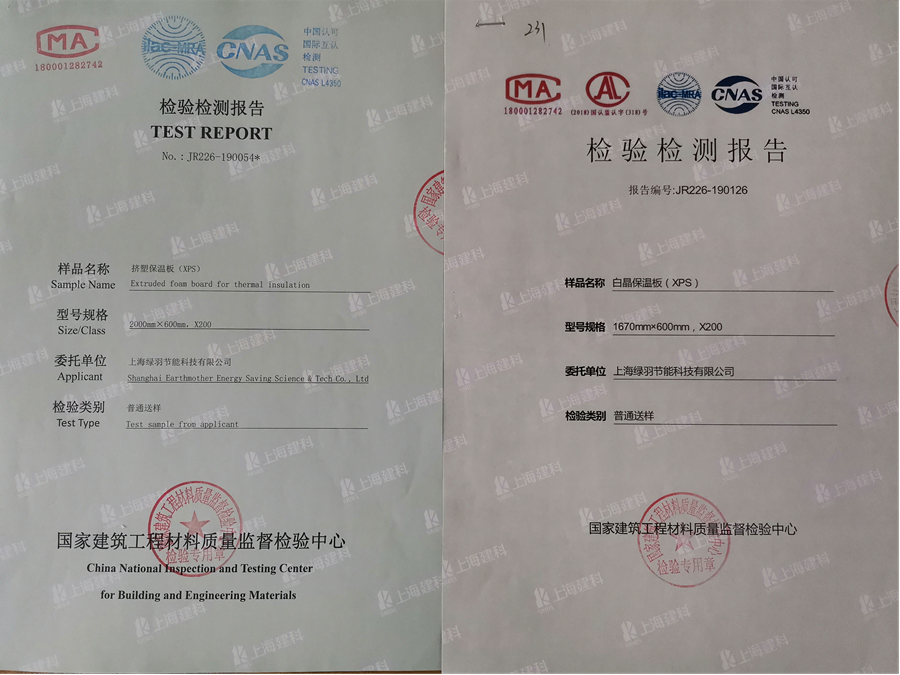 MA
180001282742
ilac-MRA
CNAS
中国认可
国际互认
检测
TESTING
CNAS L4350
检验检测报告
TEST REPORT
No.：JR226-190054*
样品名称
挤塑保温板（XPS）
Sample Name
Extruded foam board for thermal insulation
型号规格
Size/Class
2000mm×600mm，X200
委托单位
上海绿羽节能科技有限公司
Applicant
Shanghai Earthmother Energy Saving Science & Tech Co., Ltd
检验类别
普通送样
Test Type
Test sample from applicant
国家建筑工程材料质量监督检验中心
检验专用章
China National Inspection and Testing Center
for Building and Engineering Materials
231
MA
180001282742
AL
(2018)国认监认字(318)号
ilac-MRA
CNAS
中国认可
国际互认
检测
TESTING
CNAS L4350
检验检测报告
报告编号:JR226-190126
样品名称 白晶保温板（XPS）
型号规格 1670mm×600mm，X200
委托单位 上海绿羽节能科技有限公司
检验类别 普通送样
国家建筑工程材料质量监督检验中心
检验专用章
上海建科